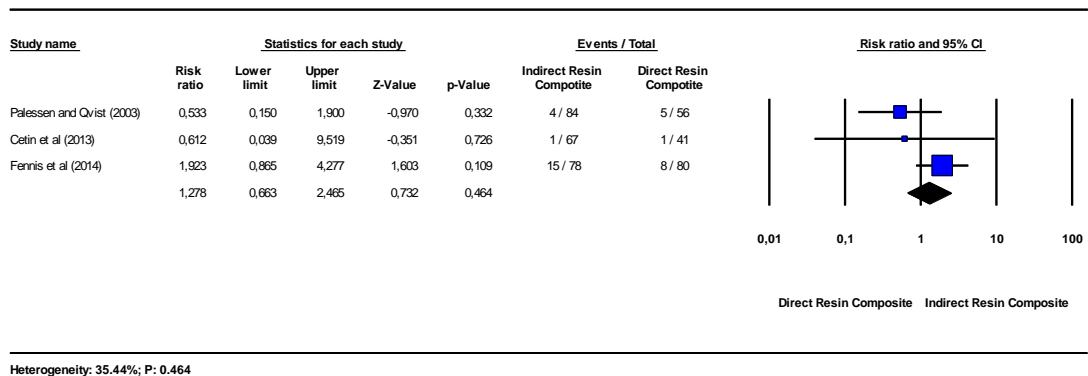 Study name Statistics for each study Events / Total Risk ratio and 95% CI
Risk ratio Lower limit Upper limit Z-Value p-Value Indirect Resin Compotite Direct Resin Compotite
Palessen and Qvist (2003) 0,533 0,150 1,900 -0,970 0,332 4 / 84 5 / 56
Cetin et al (2013) 0,612 0,039 9,519 -0,351 0,726 1 / 67 1 / 41
Fennis et al (2014) 1,923 0,865 4,277 1,603 0,109 15 / 78 8 / 80
1,278 0,663 2,465 0,732 0,464
0,01 0,1 1 10 100
Direct Resin Composite Indirect Resin Composite
Heterogeneity: 35.44%; P: 0.464